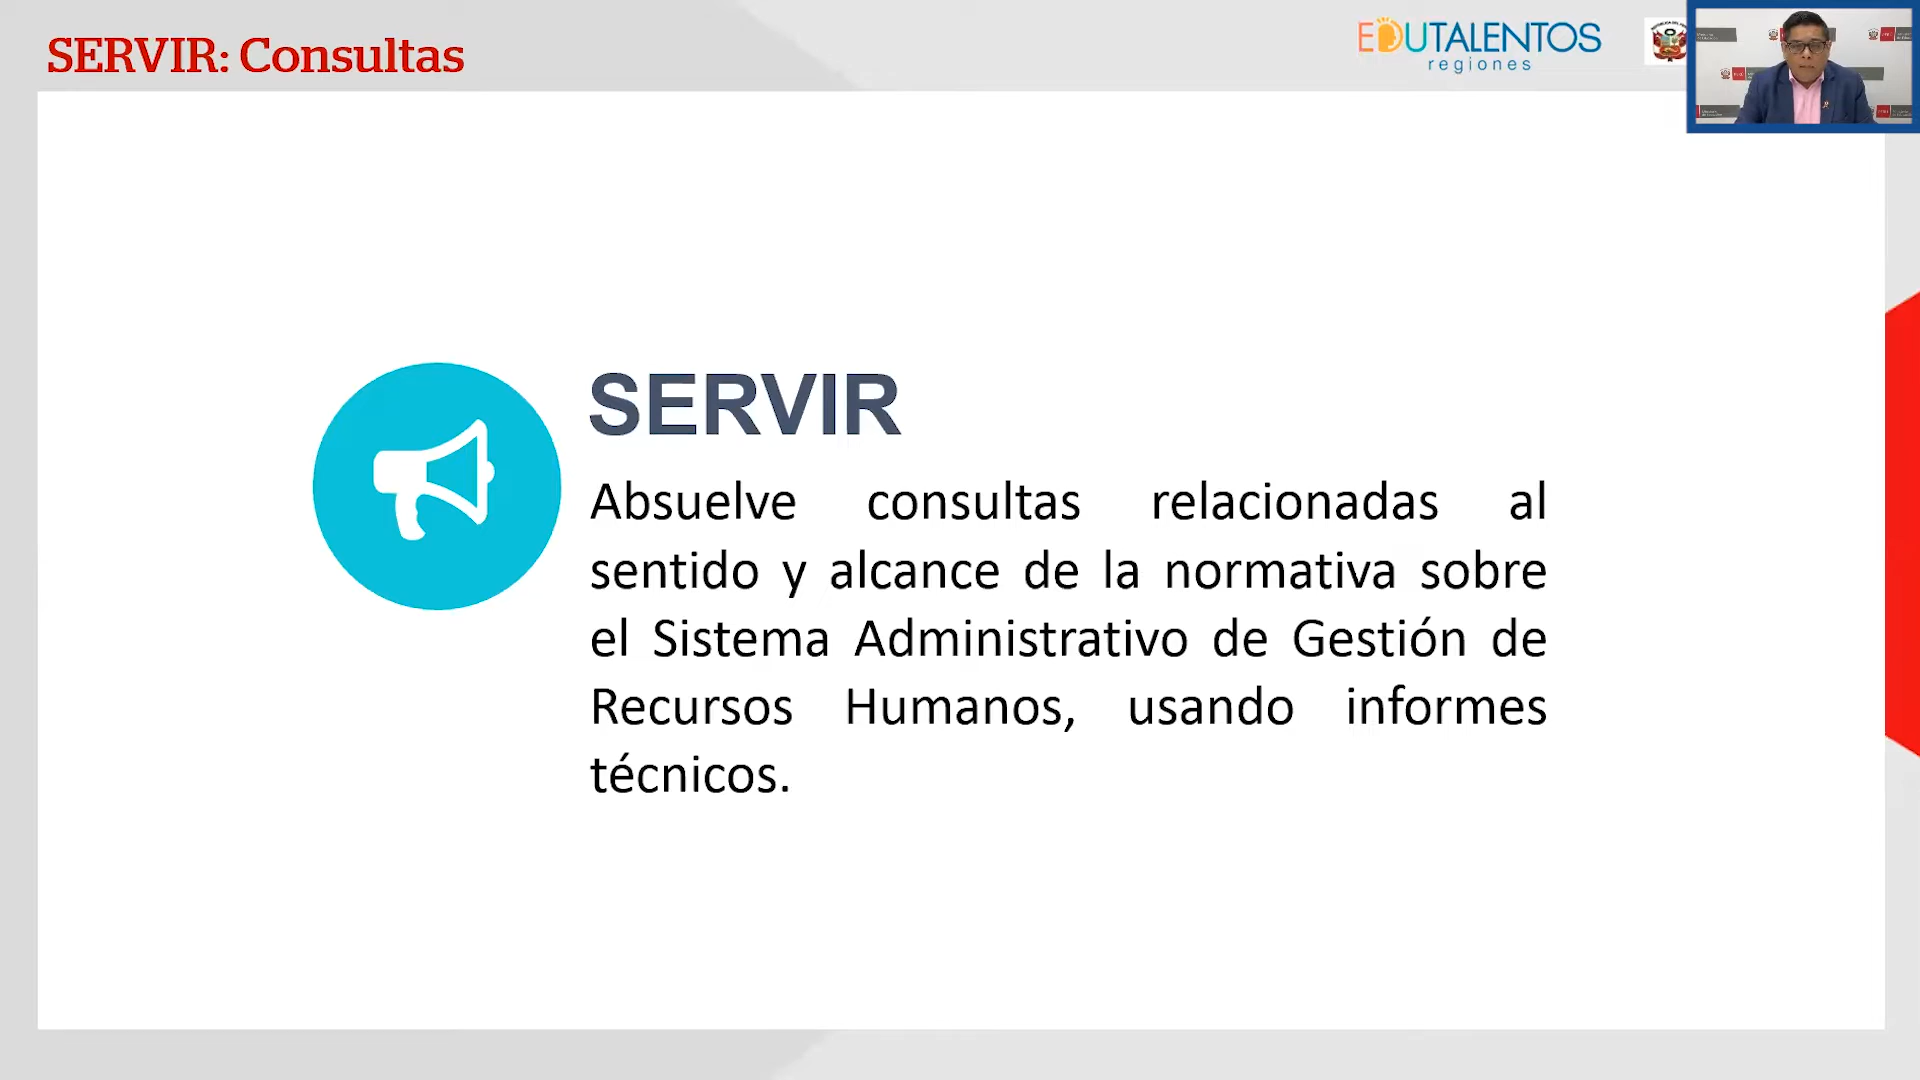 SERVIR: Consultas
EDUTALENTOS
regiones
SERVIR
Absuelve consultas relacionadas al
sentido y alcance de la normativa sobre
el Sistema Administrativo de Gestión de
Recursos Humanos, usando informes
técnicos.